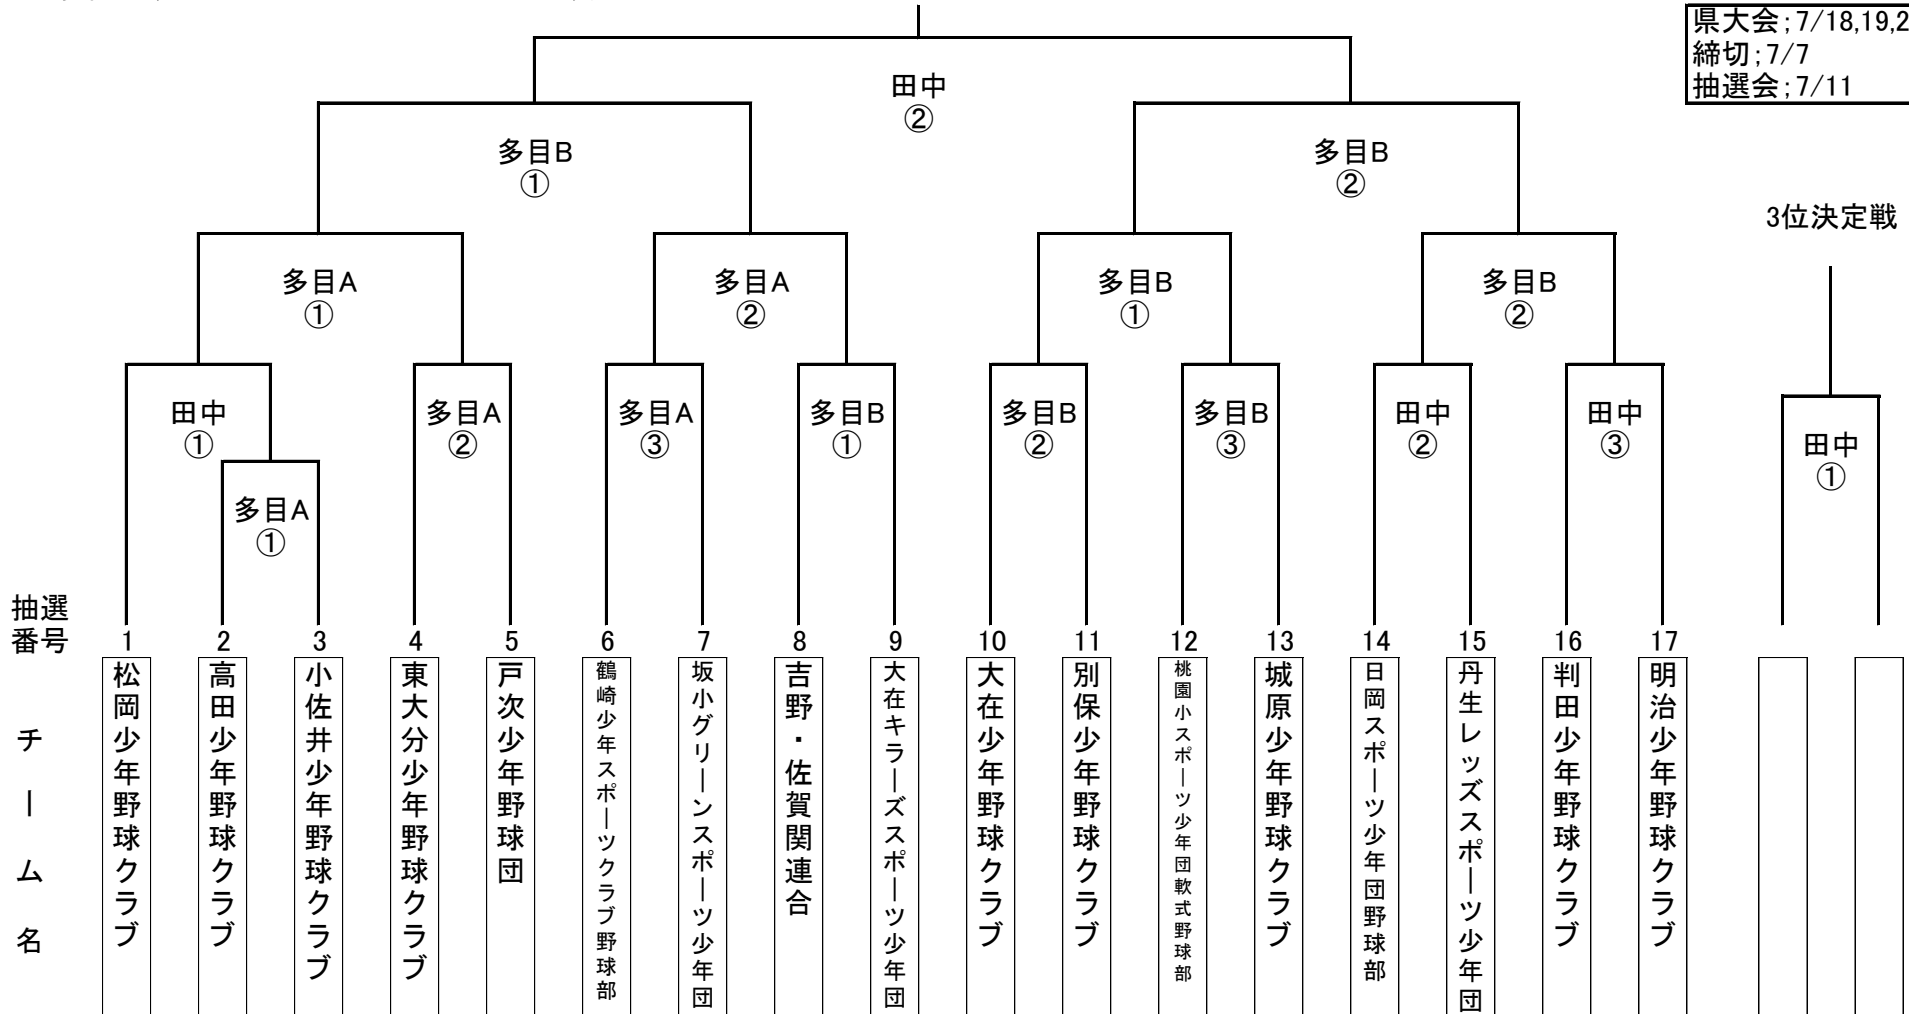 県大会;7/18,19,2
締切;7/7
抽選会;7/11
田中
②
多目B
①
多目B
②
3位決定戦
多目A
①
多目A
②
多目B
①
多目B
②
田中
①
多目A
②
多目A
③
多目B
①
多目B
②
多目B
③
田中
②
田中
③
田中
①
多目A
①
抽選
番号
1 2 3 4 5 6 7 8 9 10 11 12 13 14 15 16 17
チーム名
松岡少年野球クラブ
高田少年野球クラブ
小佐井少年野球クラブ
東大分少年野球クラブ
戸次少年野球団
鶴崎少年スポーツクラブ野球部
坂小グリーンスポーツ少年団
吉野・佐賀関連合
大在キラーズスポーツ少年団
大在少年野球クラブ
別保少年野球クラブ
桃園小スポーツ少年団軟式野球部
城原少年野球クラブ
日岡スポーツ少年団野球部
丹生レッズスポーツ少年団
判田少年野球クラブ
明治少年野球クラブ